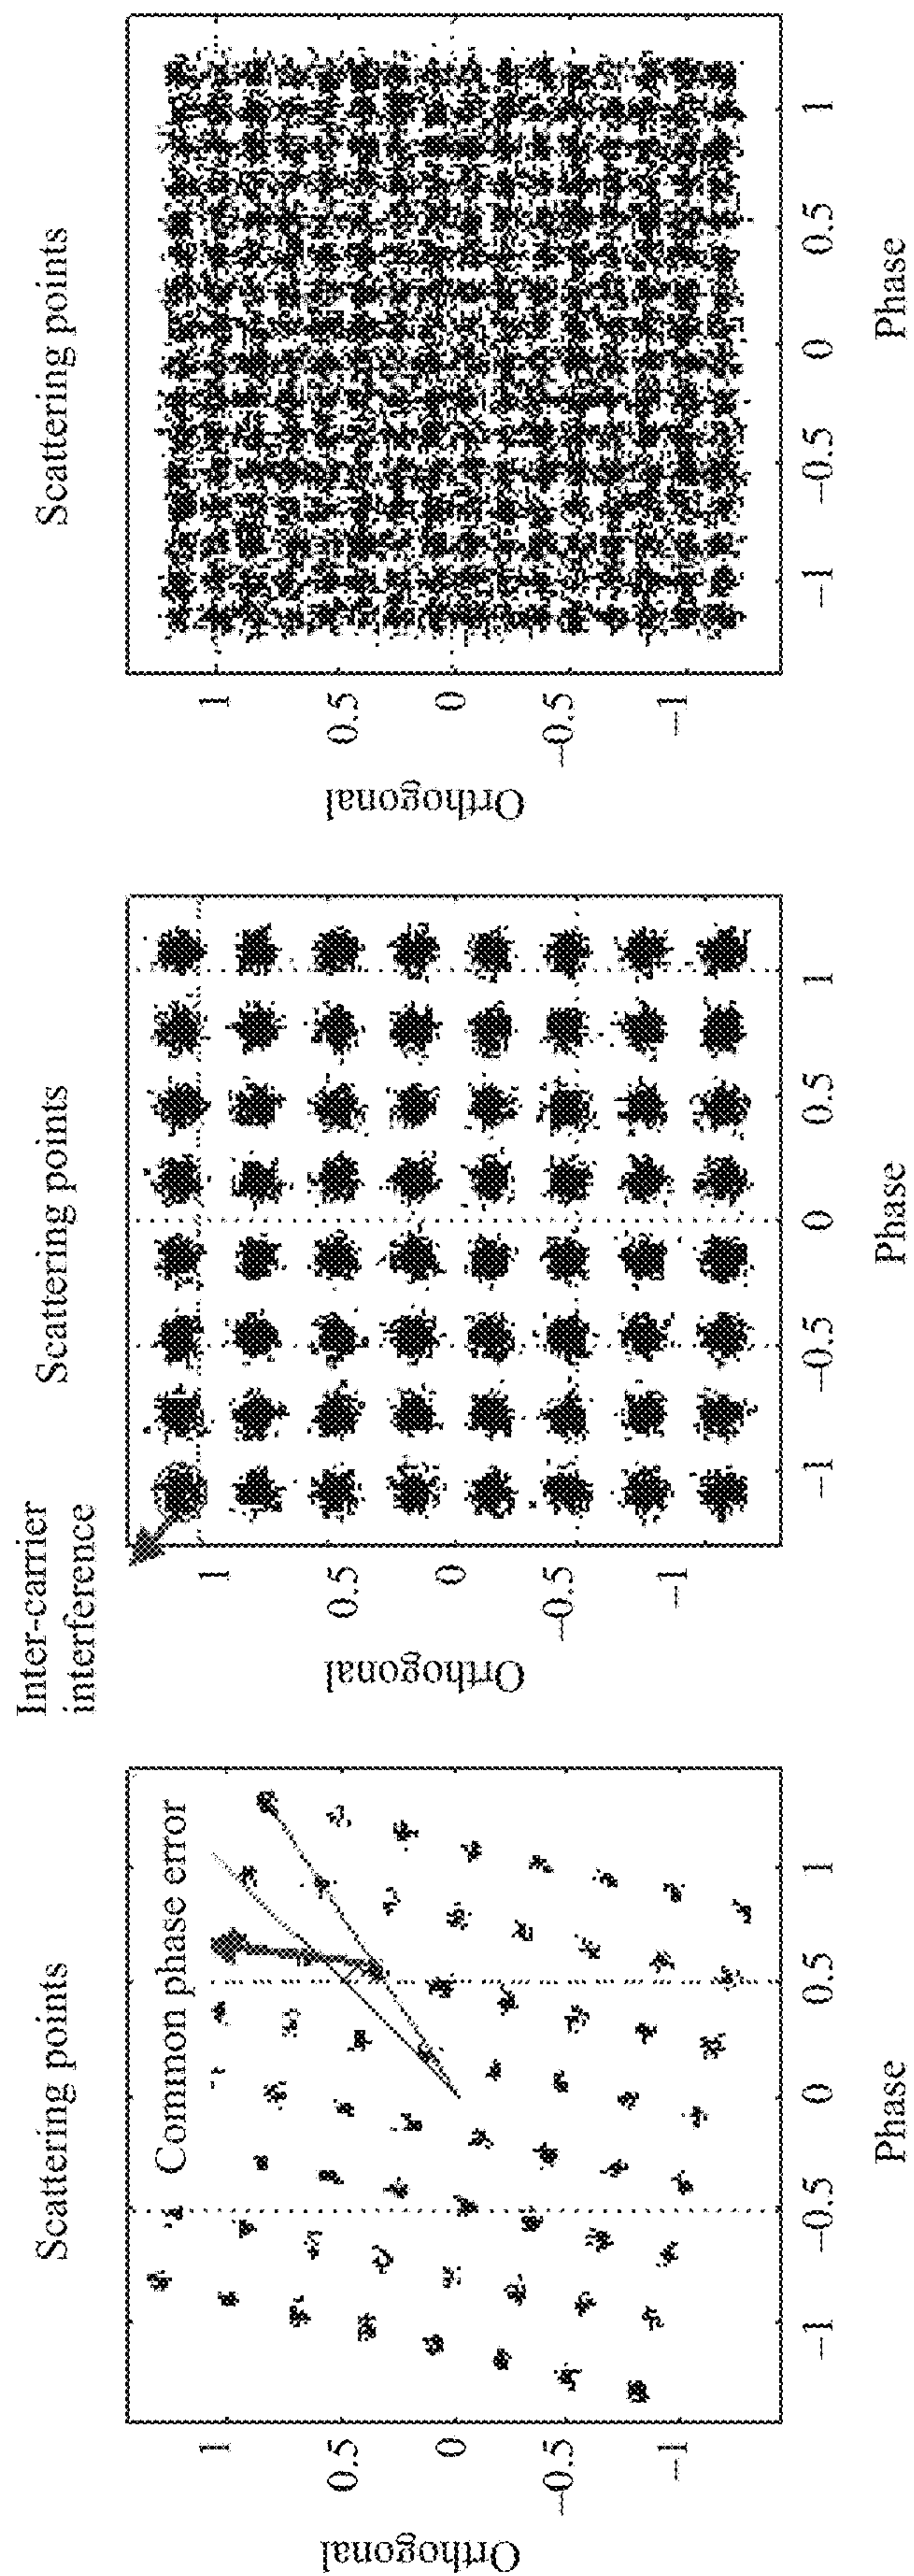 Scattering points
Common phase error
Orthogonal
1
0.5
0
−0.5
−1
−1
−0.5
0
0.5
1
Phase
Inter-carrier
interference
Scattering points
Orthogonal
1
0.5
0
−0.5
−1
−1
−0.5
0
0.5
1
Phase
Scattering points
Orthogonal
1
0.5
0
−0.5
−1
−1
−0.5
0
0.5
1
Phase